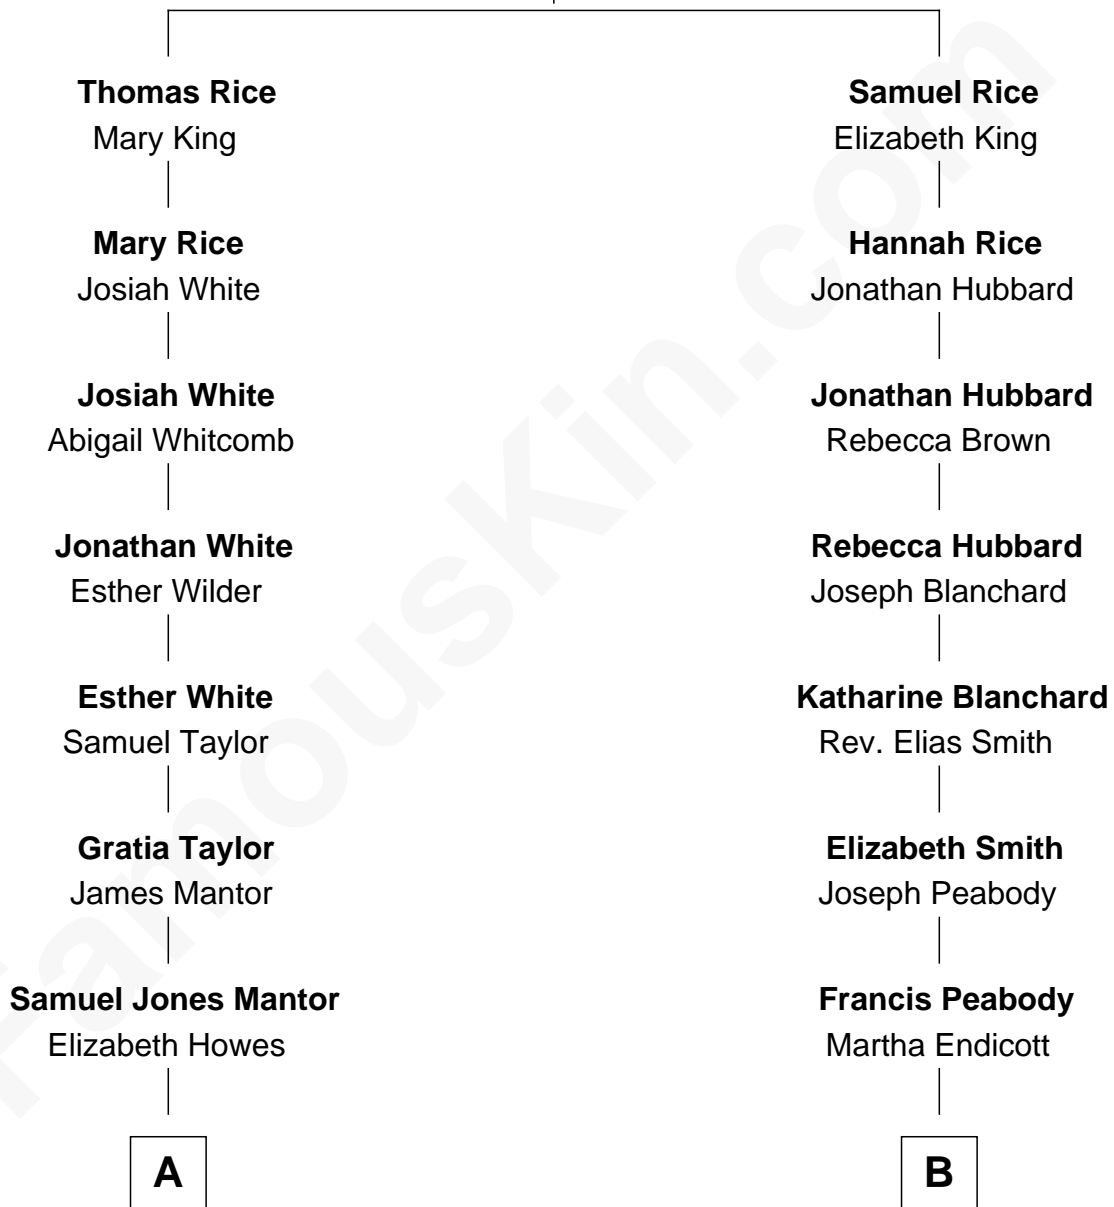 Thomas Rice
Mary King
Mary Rice
Josiah White
Josiah White
Abigail Whitcomb
Jonathan White
Esther Wilder
Esther White
Samuel Taylor
Gratia Taylor
James Mantor
Samuel Jones Mantor
Elizabeth Howes
A
Samuel Rice
Elizabeth King
Hannah Rice
Jonathan Hubbard
Jonathan Hubbard
Rebecca Brown
Rebecca Hubbard
Joseph Blanchard
Katharine Blanchard
Rev. Elias Smith
Elizabeth Smith
Joseph Peabody
Francis Peabody
Martha Endicott
B
FamousKin.com